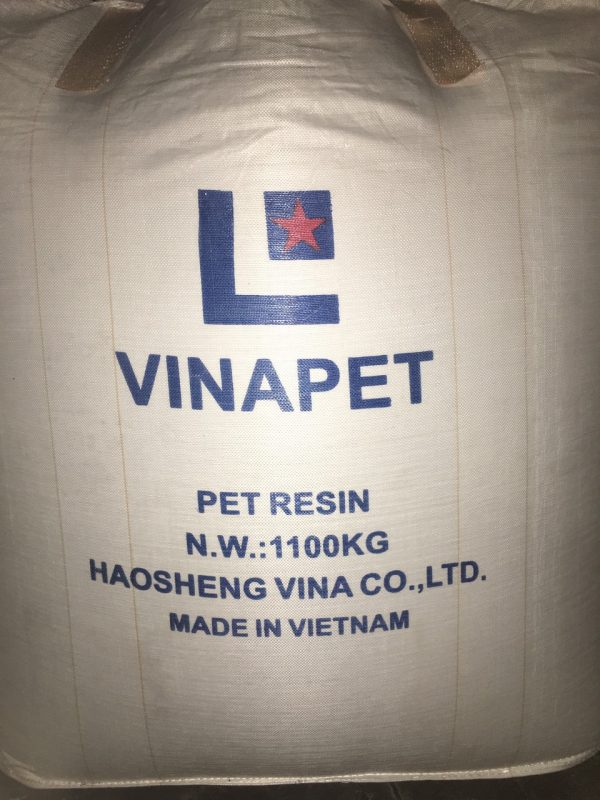 VINAPET
PET RESIN
N.W.:1100KG
HAOSHENG VINA CO.,LTD.
MADE IN VIETNAM